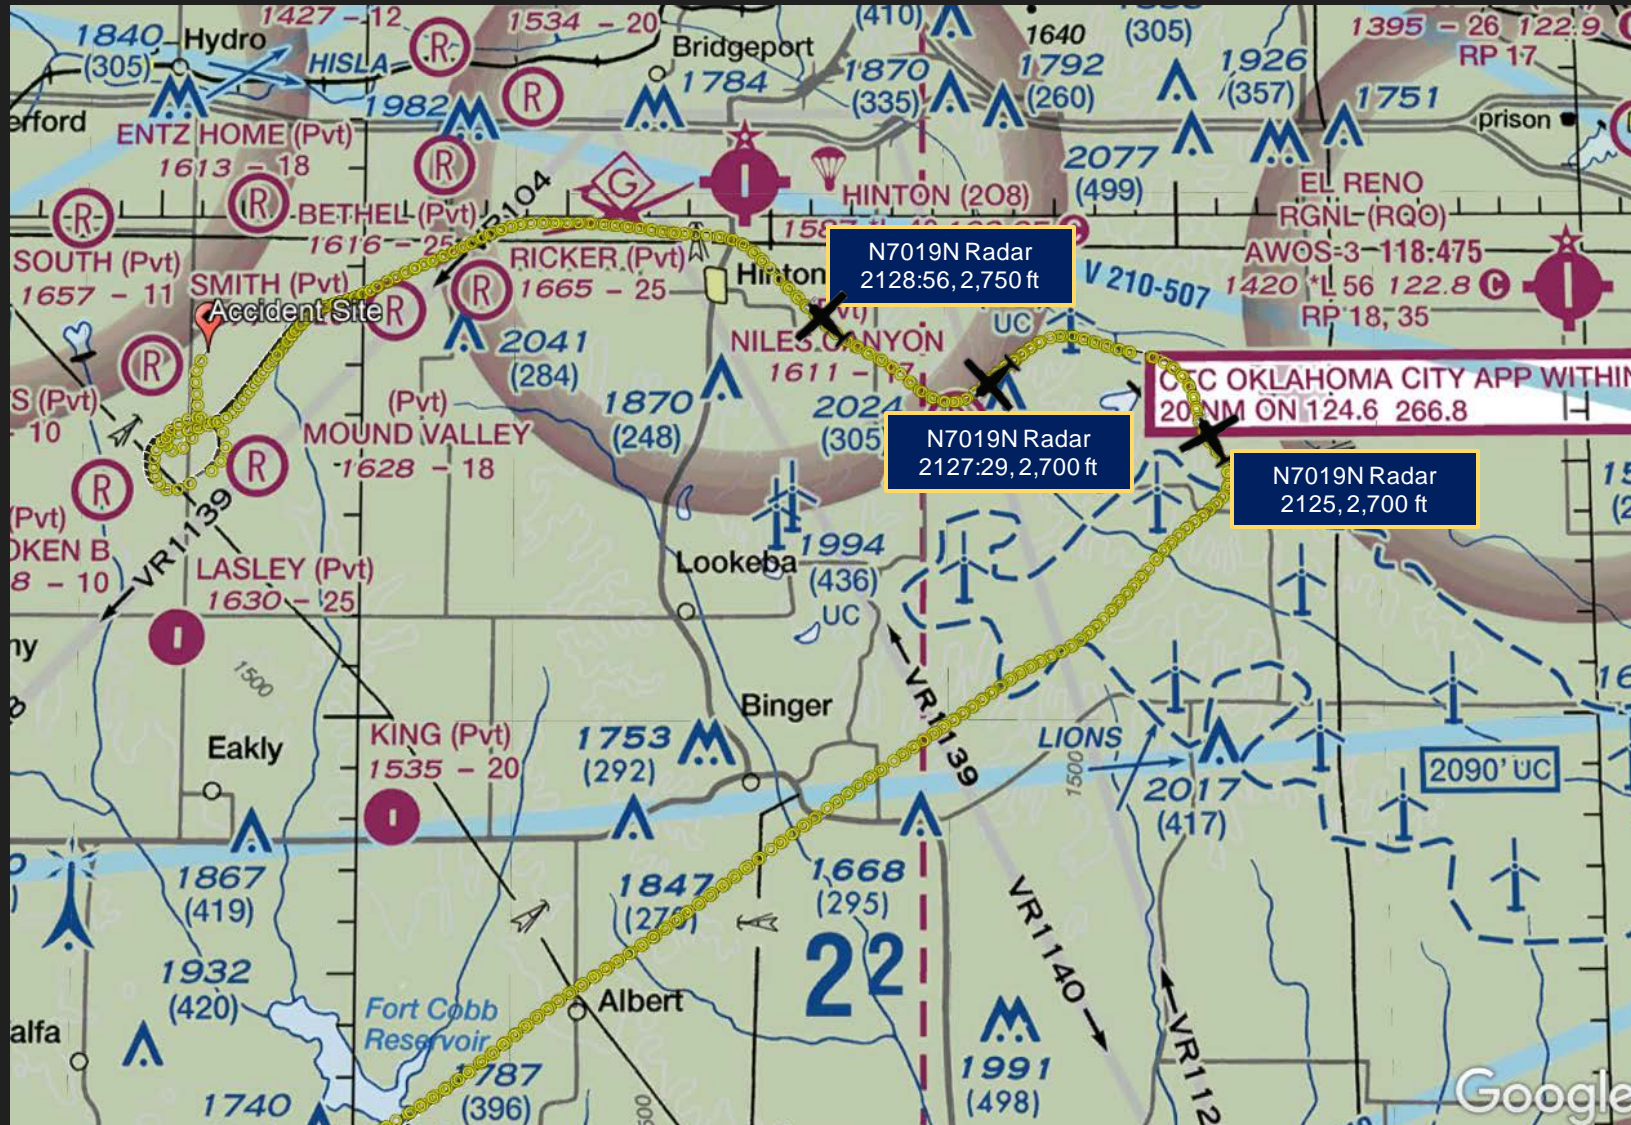 1427 - 12
1534 - 20
(410)
(305)
1640
1395 - 26 122.9
RP 17
1840
(305)
Hydro
HISLA
R
Bridgeport
1784
1870
(335)
1792
(260)
1926
(357)
1751
1982
R
prison
erford
ENTZ HOME (Pvt)
1613 - 18
R
R
R
G
HINTON (2O8)
2077
(499)
EL RENO
RGNL (RQO)
AWOS-3 118.475
1420 *L 56 122.8 C
RP 18, 35
BETHEL (Pvt)
1616 - 25
SOUTH (Pvt)
1657 - 11
SMITH (Pvt)
Accident Site
R
R
RICKER (Pvt)
1665 - 25
Hinton
N7019N Radar
2128:56, 2,750 ft
V 210-507
UC
2041
(284)
NILES CANYON
1611 - 17
CTC OKLAHOMA CITY APP WITHIN
20 NM ON 124.6 266.8
R
S (Pvt)
10
(Pvt)
MOUND VALLEY
1628 - 18
1870
(248)
2024
(305)
N7019N Radar
2127:29, 2,700 ft
N7019N Radar
2125, 2,700 ft
R
R
(Pvt)
OKEN B
8 - 10
VR1139
LASLEY (Pvt)
1630 - 25
Lookeba
1994
(436)
UC
1500
VR1139
Binger
Eakly
KING (Pvt)
1535 - 20
1753
(292)
LIONS
1500
2017
(417)
2090' UC
1867
(419)
1847
1668
(295)
22
VR1140
1932
(420)
Fort Cobb
Reservoir
Albert
alfa
1787
(396)
1740
1991
(498)
VR112
Google